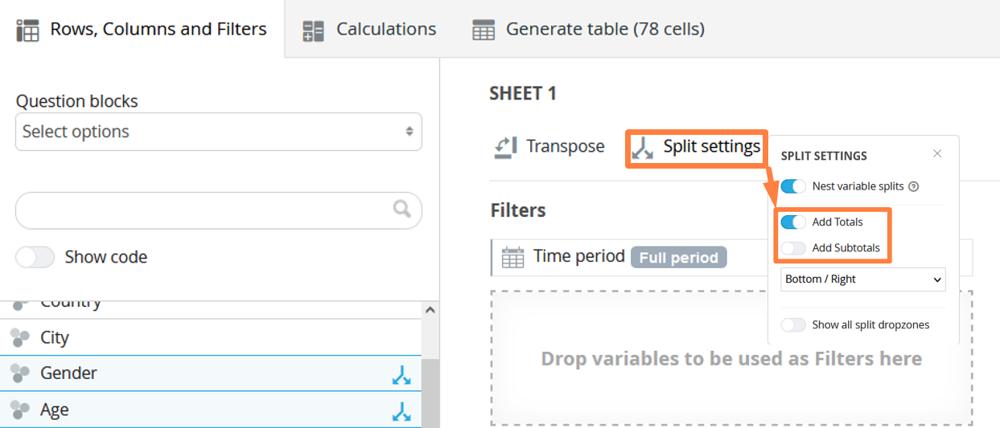 Rows, Columns and Filters
Calculations
Generate table (78 cells)
Question blocks
Select options
Show code
Country
City
Gender
Age
SHEET 1
Transpose
Split settings
Filters
Time period Full period
Drop variables to be used as Filters here
SPLIT SETTINGS
Nest variable splits
Add Totals
Add Subtotals
Bottom / Right
Show all split dropzones